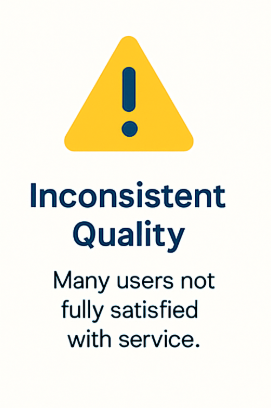 Inconsistent
Quality
Many users not
fully satisfied
with service.